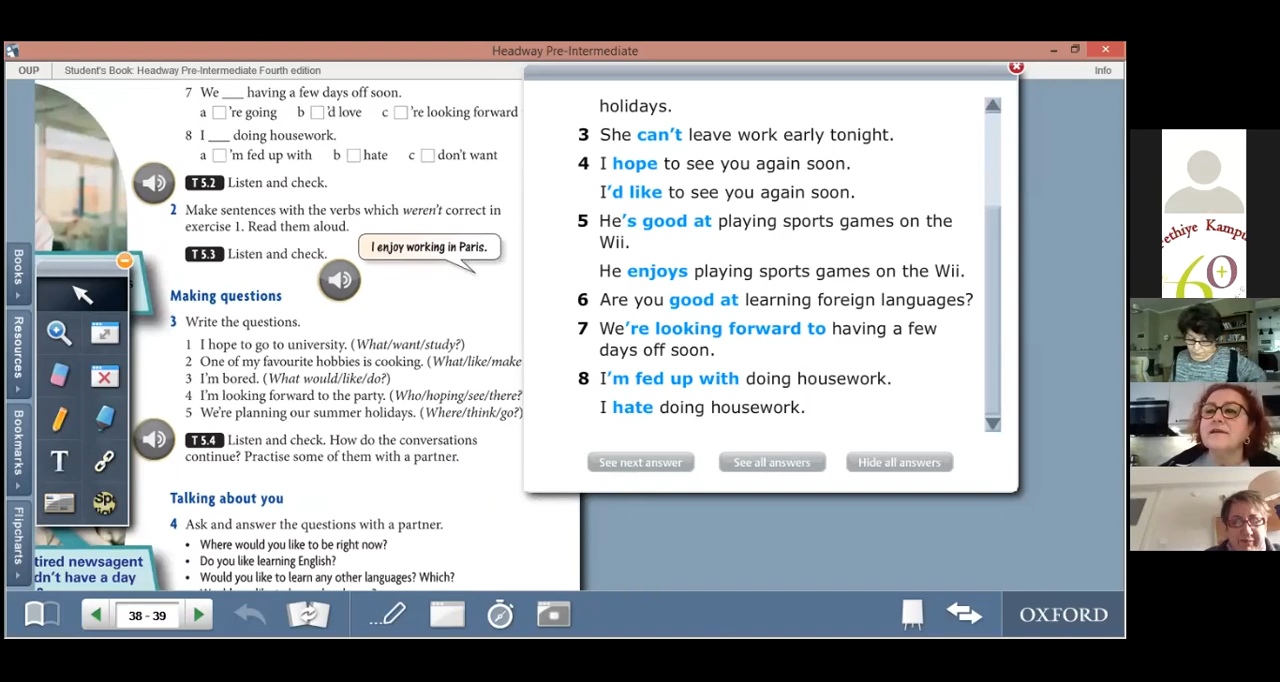 Headway Pre-Intermediate
OUP
Student's Book: Headway Pre-Intermediate Fourth edition
Info
7 We ___ having a few days off soon.
a 're going b 'd love c 're looking forward
8 I ___ doing housework.
a 'm fed up with b hate c don't want
T 5.2 Listen and check.
2 Make sentences with the verbs which weren't correct in
exercise 1. Read them aloud.
I enjoy working in Paris.
T 5.3 Listen and check.
Making questions
3 Write the questions.
1 I hope to go to university. (What/want/study?)
2 One of my favourite hobbies is cooking. (What/like/make
3 I'm bored. (What would/like/do?)
4 I'm looking forward to the party. (Who/hoping/see/there?
5 We're planning our summer holidays. (Where/think/go?)
T 5.4 Listen and check. How do the conversations
continue? Practise some of them with a partner.
Talking about you
4 Ask and answer the questions with a partner.
• Where would you like to be right now?
• Do you like learning English?
• Would you like to learn any other languages? Which?
tired newsagent
dn't have a day
Books
Resources
Bookmarks
Flipcharts
T
Spo
holidays.
3 She can't leave work early tonight.
4 I hope to see you again soon.
I'd like to see you again soon.
5 He's good at playing sports games on the
Wii.
He enjoys playing sports games on the Wii.
6 Are you good at learning foreign languages?
7 We're looking forward to having a few
days off soon.
8 I'm fed up with doing housework.
I hate doing housework.
See next answer
See all answers
Hide all answers
38 - 39
OXFORD
ethiye Kampu
60